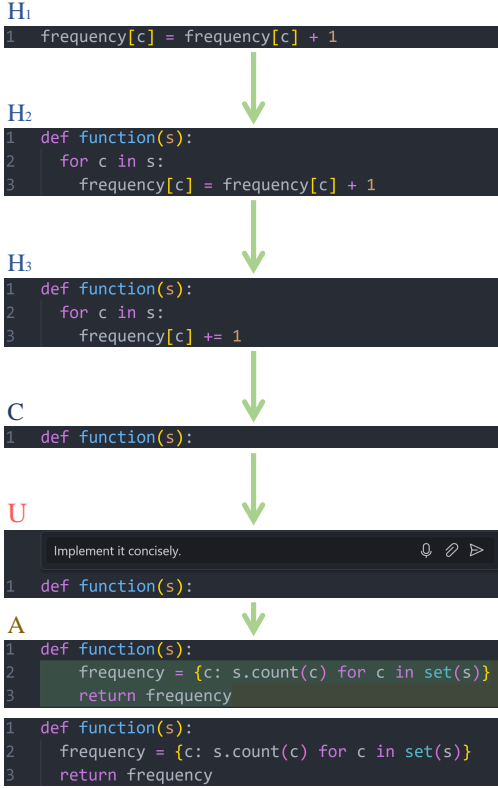 H1
1 frequency[c] = frequency[c] + 1
H2
1 def function(s):
2   for c in s:
3     frequency[c] = frequency[c] + 1
H3
1 def function(s):
2   for c in s:
3     frequency[c] += 1
C
1 def function(s):
U
Implement it concisely.
1 def function(s):
A
1 def function(s):
2     frequency = {c: s.count(c) for c in set(s)}
3     return frequency
1 def function(s):
2   frequency = {c: s.count(c) for c in set(s)}
3   return frequency